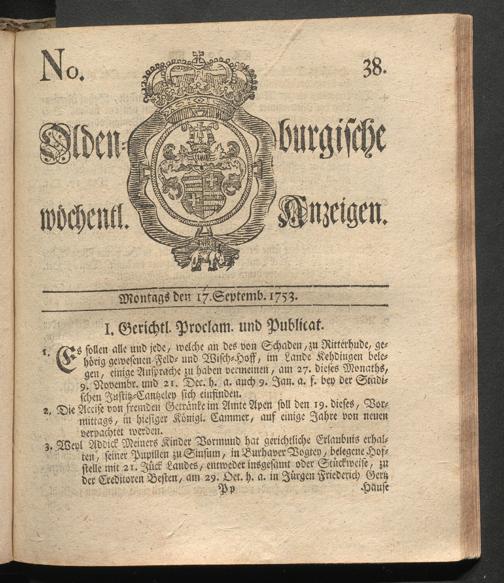 No. 38.
Olden- burgische
wöchentl. Anzeigen.
Montags den 17. Septemb. 1753.
I. Gerichtl. Proclam. und Publicat.
1. Es sollen alle und jede, welche an des von Schaden, zu Ritterhude, ge-
hörig gewesenen Feld- und Wisch-Hoff, im Lande Kehdingen bele-
gen, einige Ansprache zu haben vermeinen, am 27. dieses Monaths,
9. Novembr. und 21. Dec. h. a. auch 9. Jan. a. f. bey der Stadi-
schen Justitz-Cantzeley sich einfinden.
2. Die Accise von fremden Getränke im Amte Apen soll den 19. dieses, Vor-
mittags, in hiesiger Königl. Cammer, auf einige Jahre von neuen
verpachtet werden.
3. Weyl. Addick Meiners Kinder Vormund hat gerichtliche Erlaubnis erhal-
ten, seiner Pupillen zu Sinsum, in Burhaver Vogtey, belegene Hof-
stelle mit 21. Jück Landes, entweder insgesamt oder Stückweise, zu
der Creditoren Besten, am 29. Oct. h. a. in Jürgen Friederich Gertz
Pp Hause